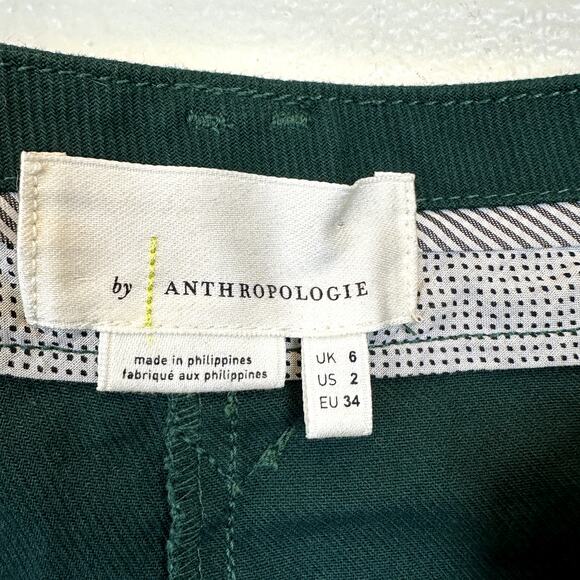 by ANTHROPOLOGIE
made in philippines
fabriqué aux philippines
UK 6
US 2
EU 34